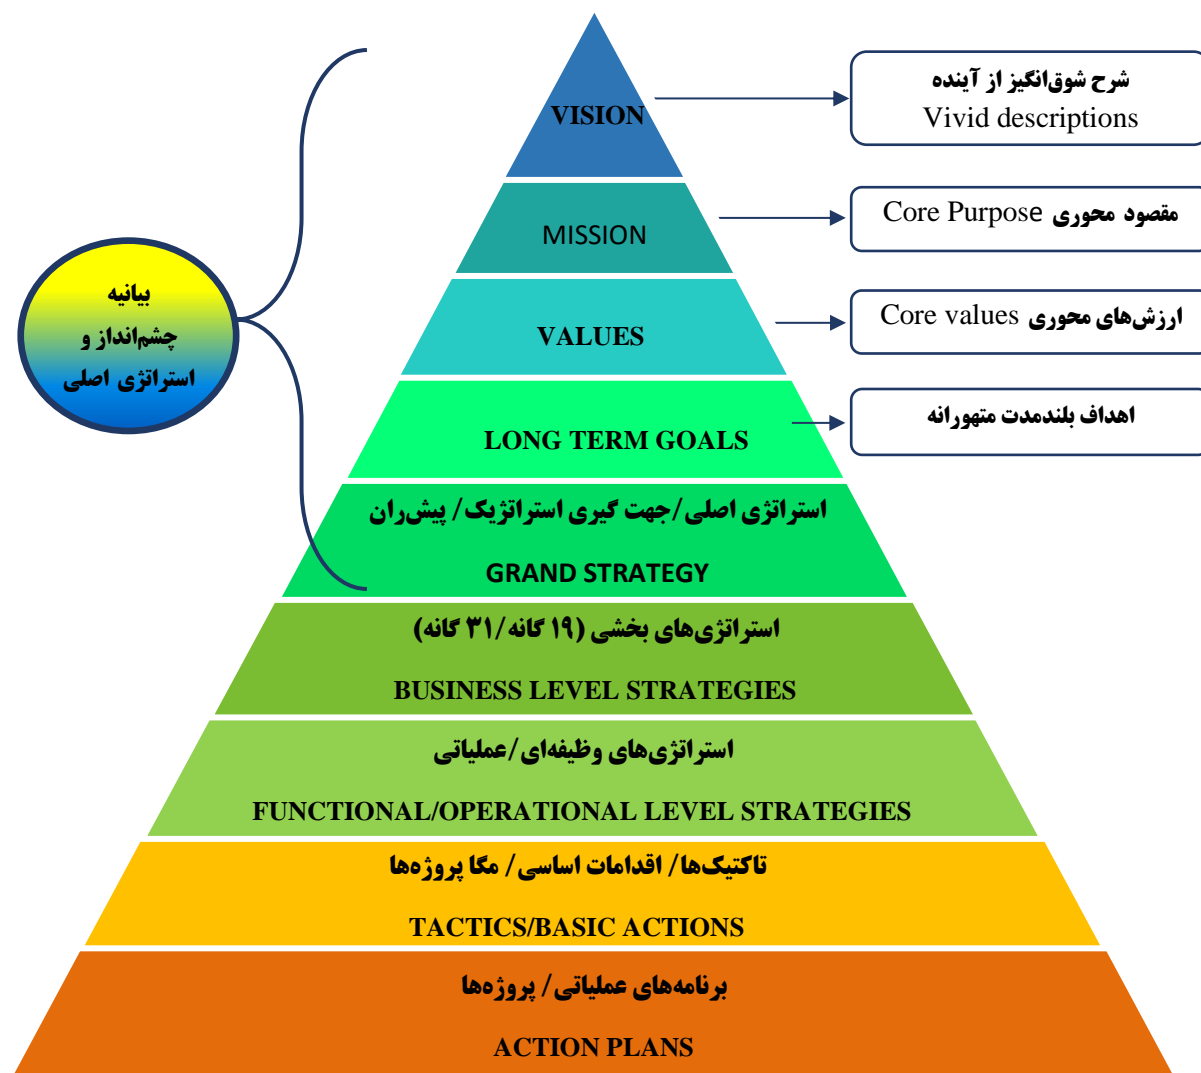 VISION
شرح شوق‌انگیز از آینده
Vivid descriptions
MISSION
مقصود محوری Core Purpose
VALUES
ارزش‌های محوری Core values
بیانیه
چشم‌انداز و
استراتژی اصلی
LONG TERM GOALS
اهداف بلندمدت متهورانه
استراتژی اصلی/جهت گیری استراتژیک/ پیش‌ران
GRAND STRATEGY
استراتژی‌های بخشی (۱۹ گانه/۳۱ گانه)
BUSINESS LEVEL STRATEGIES
استراتژی‌های وظیفه‌ای/عملیاتی
FUNCTIONAL/OPERATIONAL LEVEL STRATEGIES
تاکتیک‌ها/ اقدامات اساسی/ مگا پروژه‌ها
TACTICS/BASIC ACTIONS
برنامه‌های عملیاتی/ پروژه‌ها
ACTION PLANS